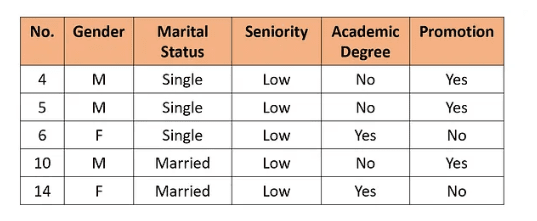 No. Gender Marital Status Seniority Academic Degree Promotion
4 M Single Low No Yes
5 M Single Low No Yes
6 F Single Low Yes No
10 M Married Low No Yes
14 F Married Low Yes No